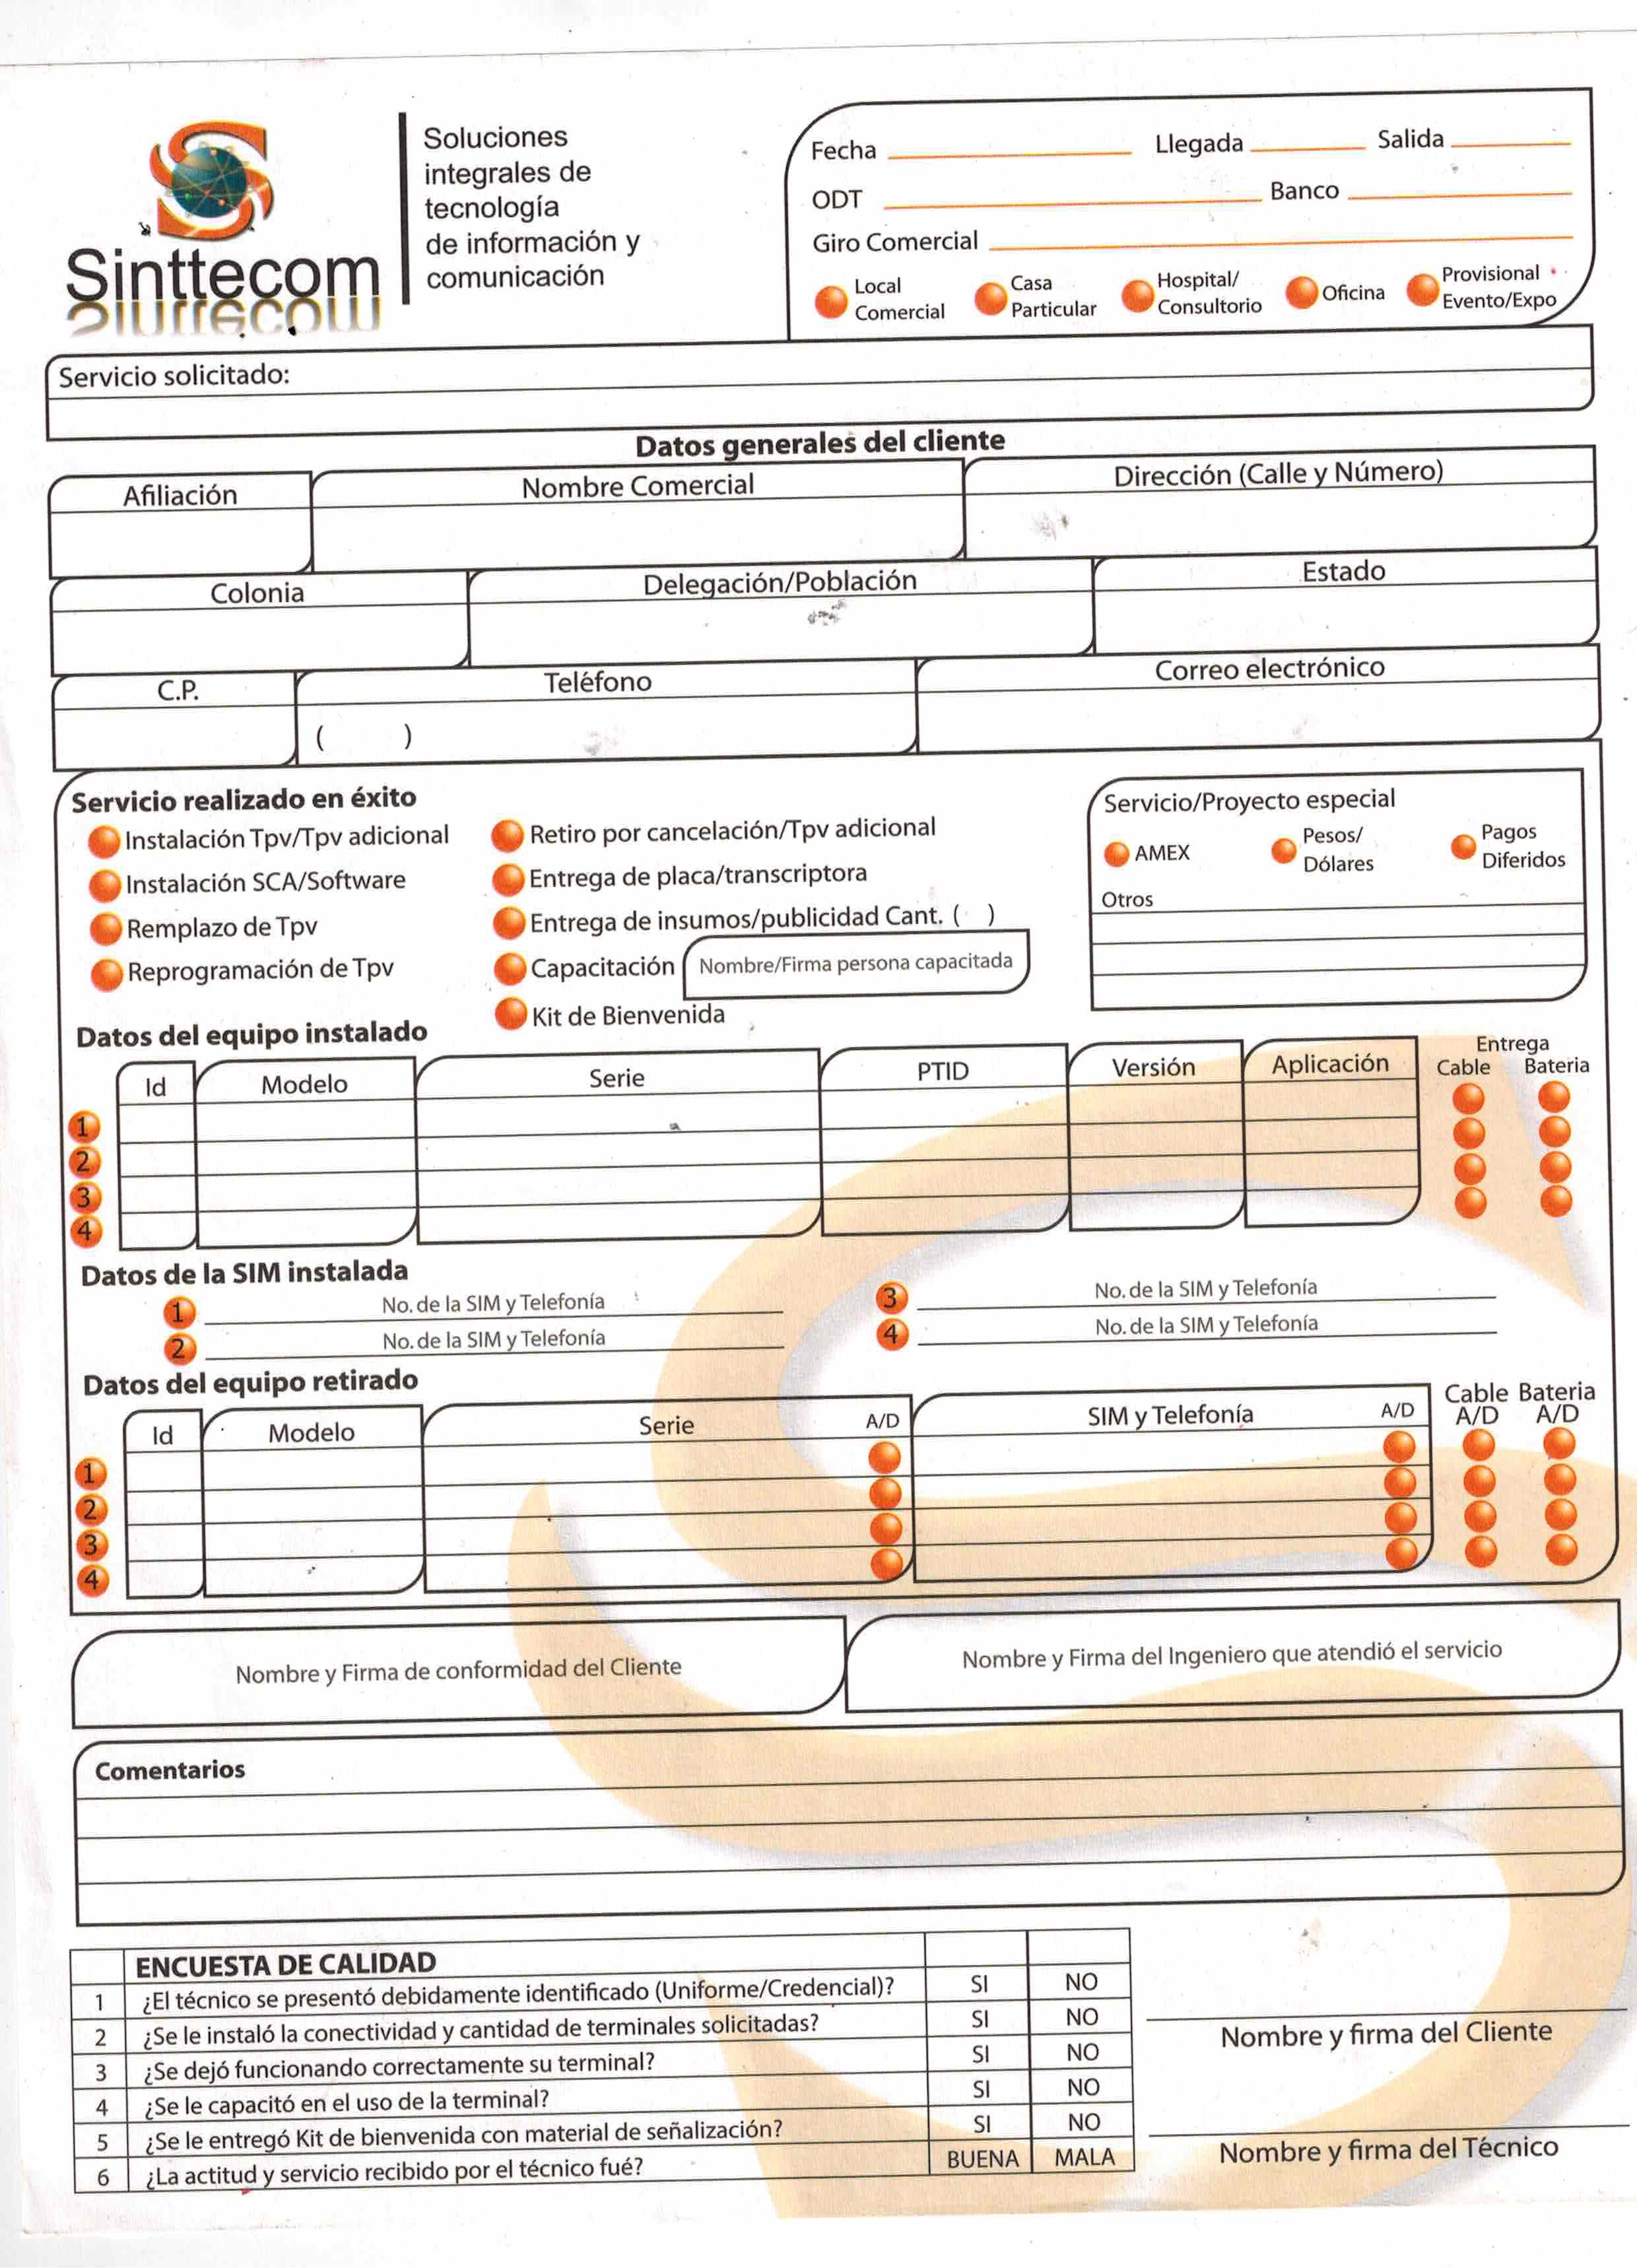 Sinttecom
Soluciones
integrales de
tecnología
de información y
comunicación
Fecha Llegada Salida
ODT Banco
Giro Comercial
Local Comercial Casa Particular Hospital/ Consultorio Oficina Provisional Evento/Expo
Servicio solicitado:
Datos generales del cliente
Afiliación Nombre Comercial Dirección (Calle y Número)
Colonia Delegación/Población Estado
C.P. Teléfono Correo electrónico
( )
Servicio realizado en éxito
Instalación Tpv/Tpv adicional
Instalación SCA/Software
Remplazo de Tpv
Reprogramación de Tpv
Retiro por cancelación/Tpv adicional
Entrega de placa/transcriptora
Entrega de insumos/publicidad Cant. ( )
Capacitación Nombre/Firma persona capacitada
Kit de Bienvenida
Servicio/Proyecto especial
AMEX Pesos/ Dólares Pagos Diferidos
Otros
Datos del equipo instalado
Entrega
Id Modelo Serie PTID Versión Aplicación Cable Bateria
1
2
3
4
Datos de la SIM instalada
1 No. de la SIM y Telefonía
2 No. de la SIM y Telefonía
3 No. de la SIM y Telefonía
4 No. de la SIM y Telefonía
Datos del equipo retirado
Cable Bateria
Id Modelo Serie A/D SIM y Telefonía A/D A/D A/D
1
2
3
4
Nombre y Firma de conformidad del Cliente
Nombre y Firma del Ingeniero que atendió el servicio
Comentarios
ENCUESTA DE CALIDAD
1 ¿El técnico se presentó debidamente identificado (Uniforme/Credencial)? SI NO
2 ¿Se le instaló la conectividad y cantidad de terminales solicitadas? SI NO
3 ¿Se dejó funcionando correctamente su terminal? SI NO
4 ¿Se le capacitó en el uso de la terminal? SI NO
5 ¿Se le entregó Kit de bienvenida con material de señalización? SI NO
6 ¿La actitud y servicio recibido por el técnico fué? BUENA MALA
Nombre y firma del Cliente
Nombre y firma del Técnico